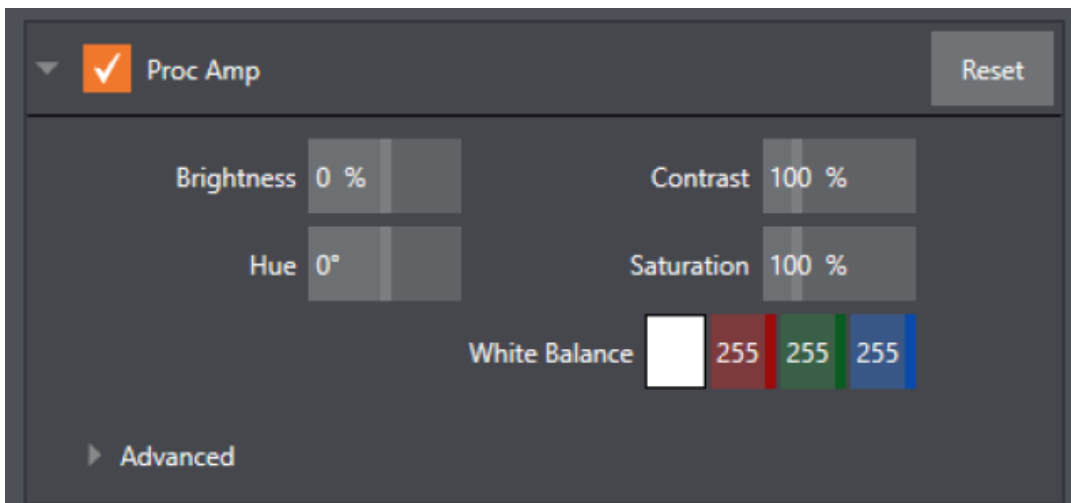 Proc Amp Reset
Brightness 0 % Contrast 100 %
Hue 0° Saturation 100 %
White Balance 255 255 255
Advanced